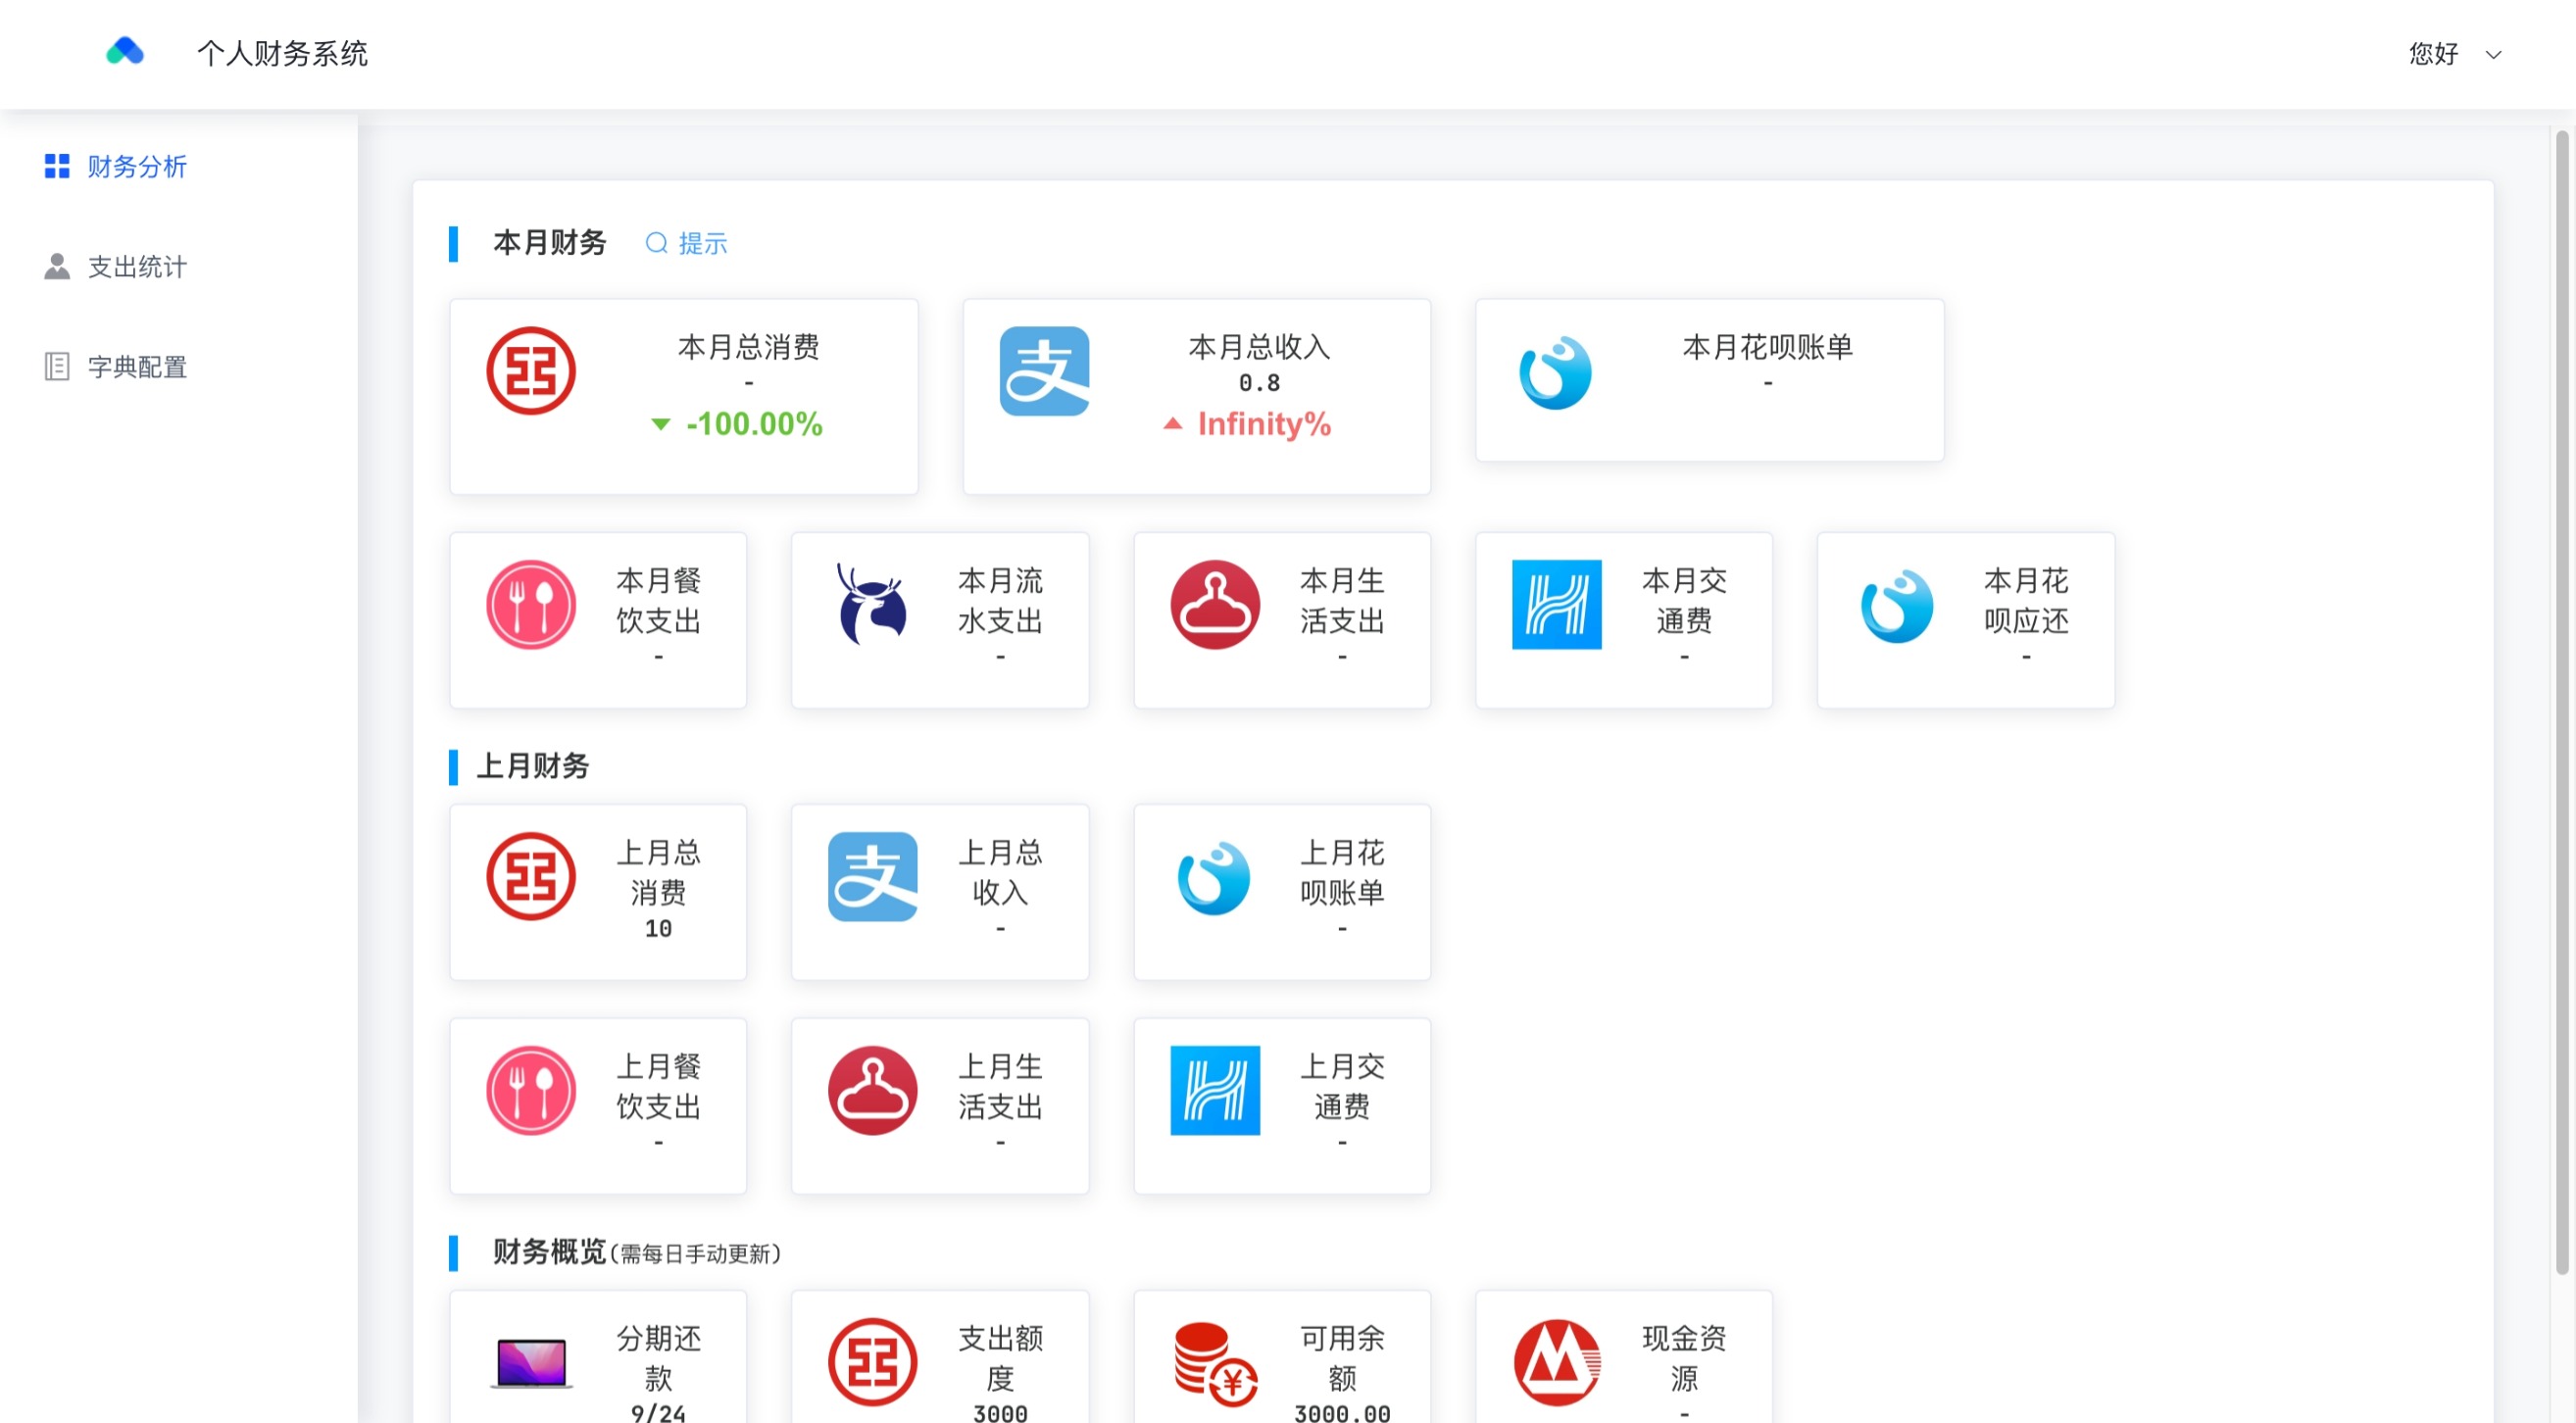 个人财务系统
您好
财务分析
支出统计
字典配置
本月财务 提示
本月总消费
-
-100.00%
本月总收入
0.8
Infinity%
本月花呗账单
-
本月餐
饮支出
-
本月流
水支出
-
本月生
活支出
-
本月交
通费
-
本月花
呗应还
-
上月财务
上月总
消费
10
上月总
收入
-
上月花
呗账单
-
上月餐
饮支出
-
上月生
活支出
-
上月交
通费
-
财务概览(需每日手动更新)
分期还
款
9/24
支出额
度
3000
可用余
额
3000.00
现金资
源
-